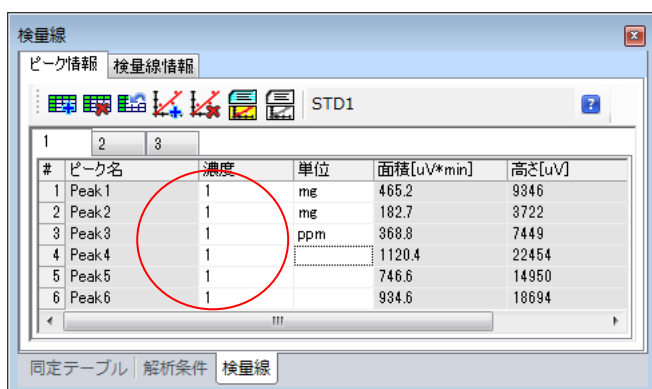 検量線
ピーク情報 検量線情報
STD1
1 2 3
# ピーク名 濃度 単位 面積[uV*min] 高さ[uV]
1 Peak1 1 mg 465.2 9346
2 Peak2 1 mg 182.7 3722
3 Peak3 1 ppm 368.8 7449
4 Peak4 1 1120.4 22454
5 Peak5 1 746.6 14950
6 Peak6 1 934.6 18694
同定テーブル 解析条件 検量線